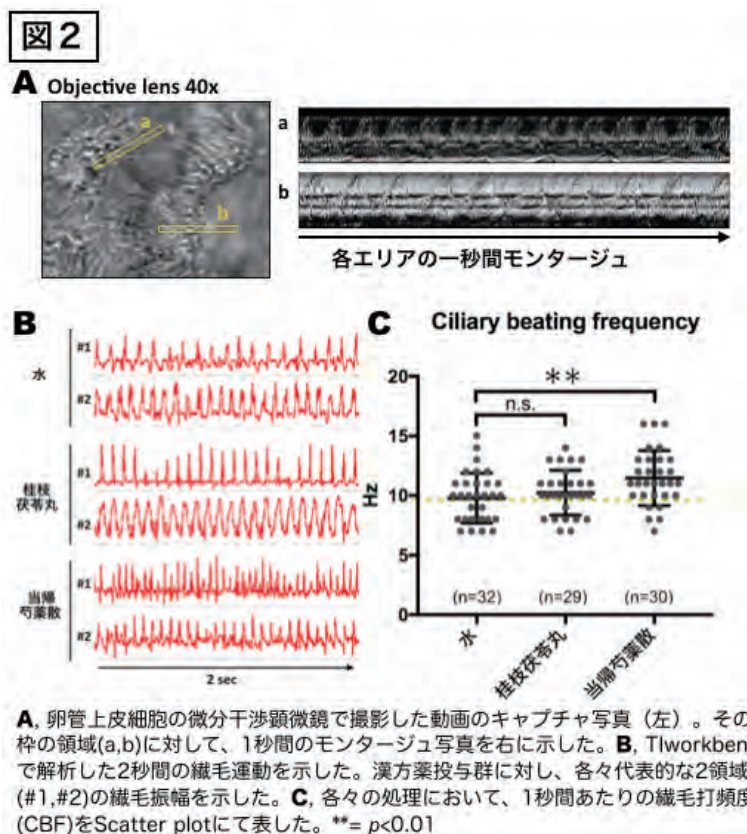 図２
A Objective lens 40x
a
b
a
b
各エリアの一秒間モンタージュ
B
水
#1
#2
桂枝
茯苓丸
#1
#2
当帰
芍薬散
#1
#2
2 sec
C Ciliary beating frequency
Hz
20
15
10
5
0
**
n.s.
(n=32)
(n=29)
(n=30)
水
桂枝茯苓丸
当帰芍薬散
A, 卵管上皮細胞の微分干渉顕微鏡で撮影した動画のキャプチャ写真（左）。その
枠の領域(a,b)に対して、1秒間のモンタージュ写真を右に示した。B, TIworkben
で解析した2秒間の繊毛運動を示した。漢方薬投与群に対し、各々代表的な2領域
(#1,#2)の繊毛振幅を示した。C, 各々の処理において、1秒間あたりの繊毛打頻度
(CBF)をScatter plotにて表した。**= p<0.01